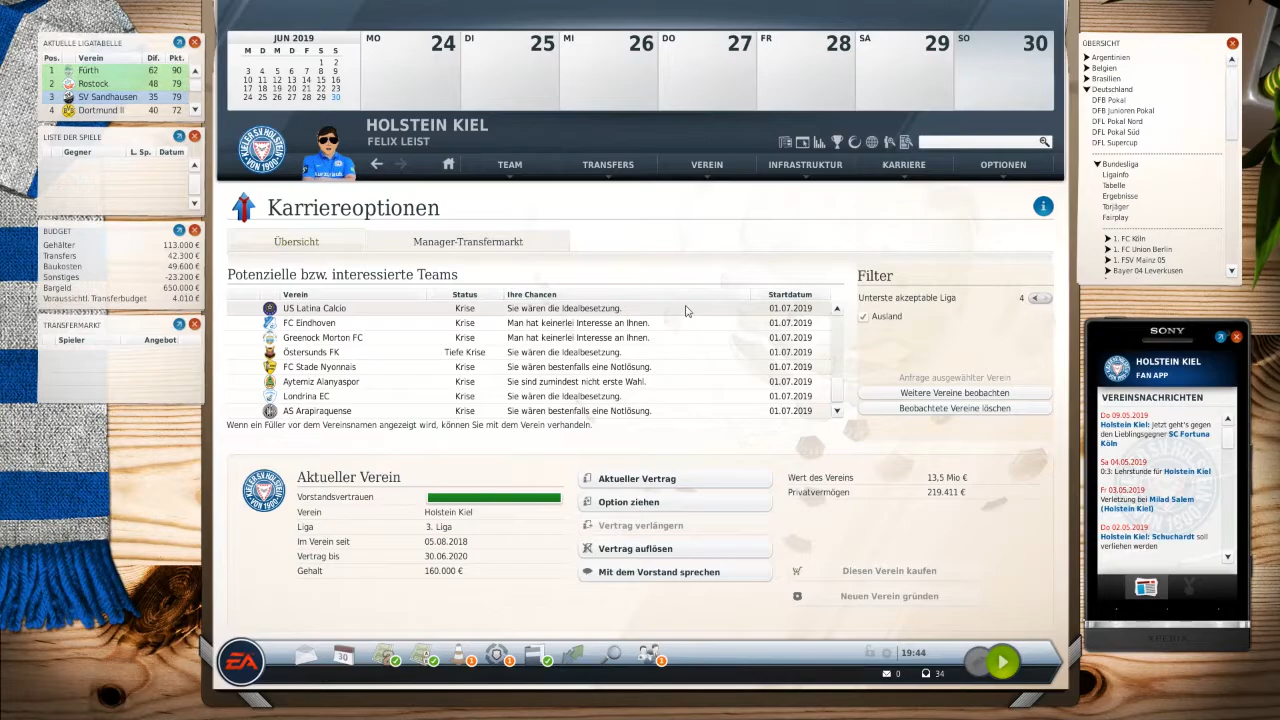 AKTUELLE LIGATABELLE
Pos. Verein Dif. Pkt.
1 Fürth 62 90
2 Rostock 48 79
3 SV Sandhausen 35 79
4 Dortmund II 40 72
LISTE DER SPIELE
Gegner L. Sp. Datum
BUDGET
Gehälter 113.000 €
Transfers 42.300 €
Baukosten 49.600 €
Sonstiges -23.200 €
Bargeld 650.000 €
Voraussichtl. Transferbudget 4.010 €
TRANSFERMARKT
Spieler Angebot
JUN 2019
M D M D F S S
1 2
3 4 5 6 7 8 9
10 11 12 13 14 15 16
17 18 19 20 21 22 23
24 25 26 27 28 29 30
MO 24 DI 25 MI 26 DO 27 FR 28 SA 29 SO 30
HOLSTEIN KIEL
FELIX LEIST
TEAM TRANSFERS VEREIN INFRASTRUKTUR KARRIERE OPTIONEN
Karriereoptionen
Übersicht Manager-Transfermarkt
Potenzielle bzw. interessierte Teams
Verein Status Ihre Chancen Startdatum
US Latina Calcio Krise Sie wären die Idealbesetzung. 01.07.2019
FC Eindhoven Krise Man hat keinerlei Interesse an Ihnen. 01.07.2019
Greenock Morton FC Krise Man hat keinerlei Interesse an Ihnen. 01.07.2019
Östersunds FK Tiefe Krise Sie wären die Idealbesetzung. 01.07.2019
FC Stade Nyonnais Krise Sie wären bestenfalls eine Notlösung. 01.07.2019
Aytemiz Alanyaspor Krise Sie sind zumindest nicht erste Wahl. 01.07.2019
Londrina EC Krise Sie wären die Idealbesetzung. 01.07.2019
AS Arapiraquense Krise Sie wären bestenfalls eine Notlösung. 01.07.2019
Wenn ein Füller vor dem Vereinsnamen angezeigt wird, können Sie mit dem Verein verhandeln.
Filter
Unterste akzeptable Liga 4
Ausland
Anfrage ausgewählter Verein
Weitere Vereine beobachten
Beobachtete Vereine löschen
Aktueller Verein
Vorstandsvertrauen
Verein Holstein Kiel
Liga 3. Liga
Im Verein seit 05.08.2018
Vertrag bis 30.06.2020
Gehalt 160.000 €
Aktueller Vertrag
Option ziehen
Vertrag verlängern
Vertrag auflösen
Mit dem Vorstand sprechen
Wert des Vereins 13,5 Mio €
Privatvermögen 219.411 €
Diesen Verein kaufen
Neuen Verein gründen
EA
30
1
1
1
19:44
0 34
ÜBERSICHT
Argentinien
Belgien
Brasilien
Deutschland
DFB Pokal
DFB Junioren Pokal
DFL Pokal Nord
DFL Pokal Süd
DFL Supercup
Bundesliga
Ligainfo
Tabelle
Ergebnisse
Torjäger
Fairplay
1. FC Köln
1. FC Union Berlin
1. FSV Mainz 05
Bayer 04 Leverkusen
SONY
HOLSTEIN KIEL
FAN APP
VEREINSNACHRICHTEN
Do 09.05.2019
Holstein Kiel: Jetzt geht's gegen
den Lieblingsgegner SC Fortuna
Köln
Sa 04.05.2019
0:3: Lehrstunde für Holstein Kiel
Fr 03.05.2019
Verletzung bei Milad Salem
(Holstein Kiel)
Do 02.05.2019
Holstein Kiel: Schuchardt soll
verliehen werden
XPERIA